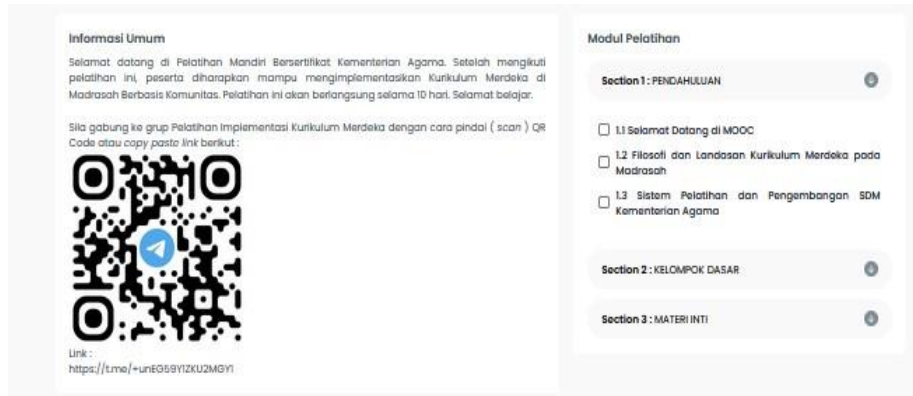 Informasi Umum
Selamat datang di Pelatihan Mandiri Bersertifikat Kementerian Agama. Setelah mengikuti
pelatihan ini, peserta diharapkan mampu mengimplementasikan Kurikulum Merdeka di
Madrasah Berbasis Komunitas. Pelatihan ini akan berlangsung selama 10 hari. Selamat belajar.
Sila gabung ke grup Pelatihan Implementasi Kurikulum Merdeka dengan cara pindai ( scan ) QR
Code atau copy paste link berikut :
Link :
https://t.me/+unEG59Y1ZKU2MGY1
Modul Pelatihan
Section 1 : PENDAHULUAN
1.1 Selamat Datang di MOOC
1.2 Filosofi dan Landasan Kurikulum Merdeka pada
Madrasah
1.3 Sistem Pelatihan dan Pengembangan SDM
Kementerian Agama
Section 2 : KELOMPOK DASAR
Section 3 : MATERI INTI